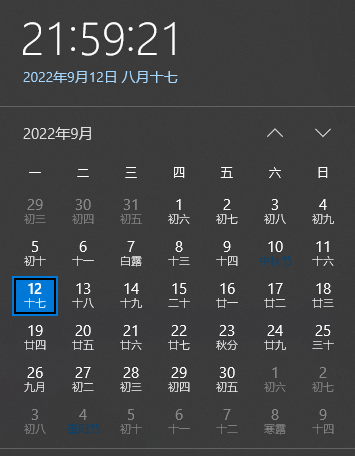 21:59:21
2022年9月12日 八月十七
2022年9月
一 二 三 四 五 六 日
29 30 31 1 2 3 4
初三 初四 初五 初六 初七 初八 初九
5 6 7 8 9 10 11
初十 十一 白露 十三 十四 中秋节 十六
12 13 14 15 16 17 18
十七 十八 十九 二十 廿一 廿二 廿三
19 20 21 22 23 24 25
廿四 廿五 廿六 廿七 秋分 廿九 三十
26 27 28 29 30 1 2
九月 初二 初三 初四 初五 初六 初七
3 4 5 6 7 8 9
初八 重阳节 初十 十一 十二 寒露 十四